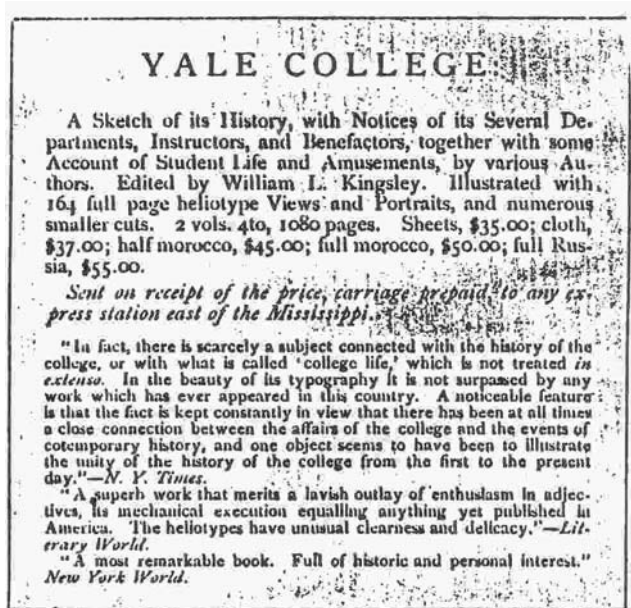 YALE COLLEGE.
A Sketch of its History, with Notices of its Several De-
partments, Instructors, and Benefactors, together with some
Account of Student Life and Amusements, by various Au-
thors. Edited by William L. Kingsley. Illustrated with
164 full page heliotype Views and Portraits, and numerous
smaller cuts. 2 vols. 4to, 1080 pages. Sheets, $35.00; cloth,
$37.00; half morocco, $45.00; full morocco, $50.00; full Rus-
sia, $55.00.
Sent on receipt of the price, carriage prepaid, to any ex-
press station east of the Mississippi.
"In fact, there is scarcely a subject connected with the history of the
college, or with what is called 'college life,' which is not treated in
extenso. In the beauty of its typography it is not surpassed by any
work which has ever appeared in this country. A noticeable feature
is that the fact is kept constantly in view that there has been at all times
a close connection between the affairs of the college and the events of
cotemporary history, and one object seems to have been to illustrate
the unity of the history of the college from the first to the present
day."—N. Y. Times.
"A superb work that merits a lavish outlay of enthusiasm in adjec-
tives, its mechanical execution equalling anything yet published in
America. The heliotypes have unusual clearness and delicacy."—Lit-
erary World.
"A most remarkable book. Full of historic and personal interest."
New York World.